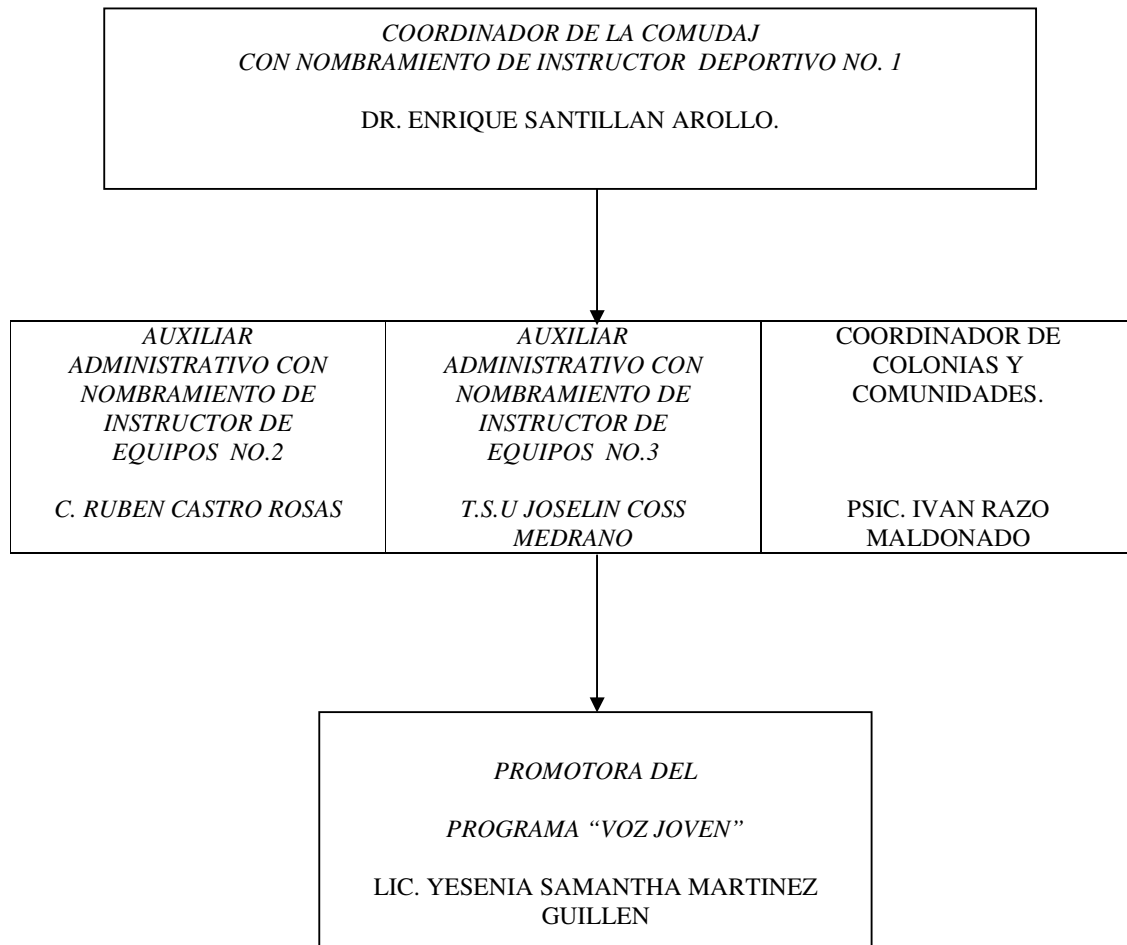 COORDINADOR DE LA COMUDAJ
CON NOMBRAMIENTO DE INSTRUCTOR DEPORTIVO NO. 1
DR. ENRIQUE SANTILLAN AROLLO.
AUXILIAR
ADMINISTRATIVO CON
NOMBRAMIENTO DE
INSTRUCTOR DE
EQUIPOS NO.2
C. RUBEN CASTRO ROSAS
AUXILIAR
ADMINISTRATIVO CON
NOMBRAMIENTO DE
INSTRUCTOR DE
EQUIPOS NO.3
T.S.U JOSELIN COSS
MEDRANO
COORDINADOR DE
COLONIAS Y
COMUNIDADES.
PSIC. IVAN RAZO
MALDONADO
PROMOTORA DEL
PROGRAMA “VOZ JOVEN”
LIC. YESENIA SAMANTHA MARTINEZ
GUILLEN